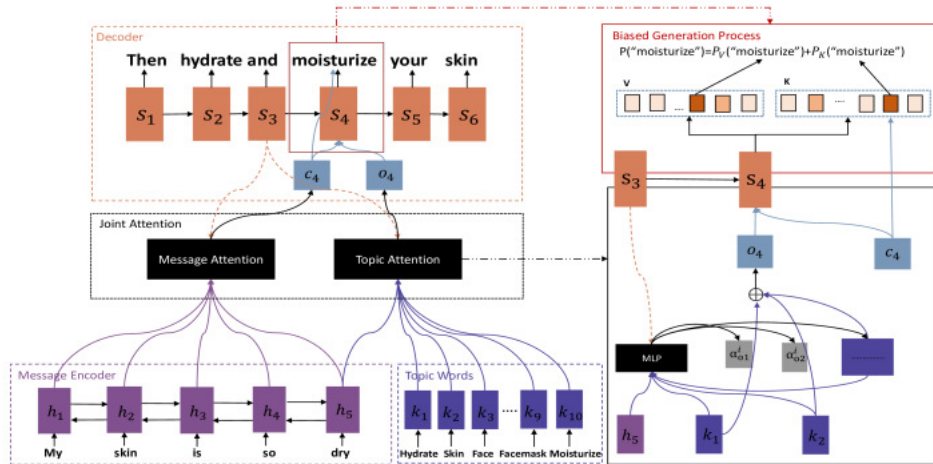 Decoder
Then hydrate and moisturize your skin
s1 s2 s3 s4 s5 s6
c4 o4
Joint Attention
Message Attention Topic Attention
Message Encoder
h1 h2 h3 h4 h5
My skin is so dry
Topic Words
k1 k2 k3 .... k9 k10
Hydrate Skin Face Facemask Moisturize
Biased Generation Process
P(“moisturize”)=PV(“moisturize”)+PK(“moisturize”)
V K
... ....
s3 s4
o4 c4
MLP αo1 αo2
h5 k1 k2